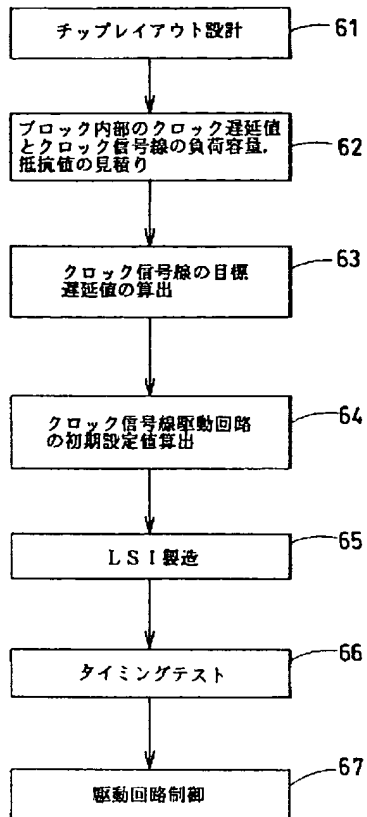 チップレイアウト設計
61
ブロック内部のクロック遅延値
とクロック信号線の負荷容量,
抵抗値の見積り
62
クロック信号線の目標
遅延値の算出
63
クロック信号線駆動回路
の初期設定値算出
64
LSI製造
65
タイミングテスト
66
駆動回路制御
67